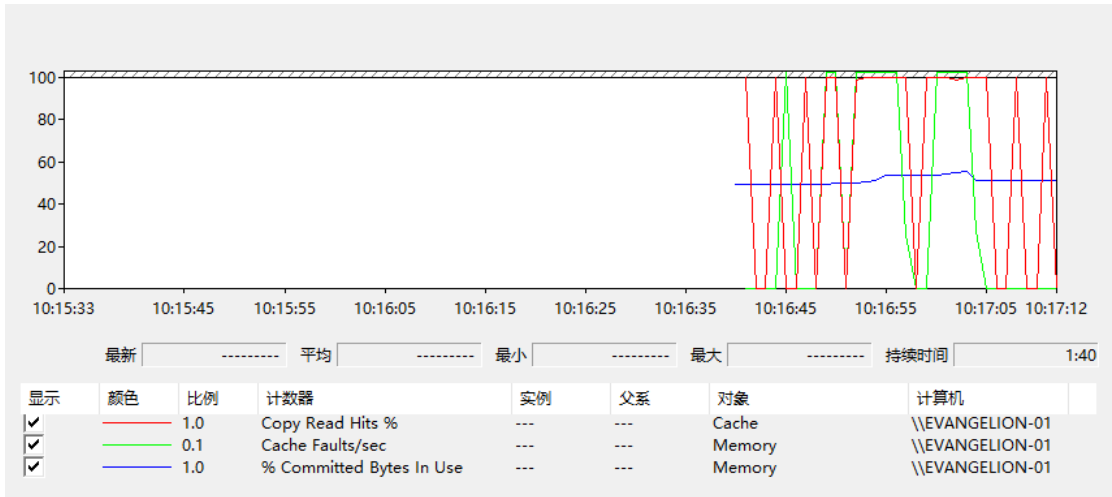 100
80
60
40
20
0
10:15:33 10:15:45 10:15:55 10:16:05 10:16:15 10:16:25 10:16:35 10:16:45 10:16:55 10:17:05 10:17:12
最新 --------- 平均 --------- 最小 --------- 最大 --------- 持续时间 1:40
显示 颜色 比例 计数器 实例 父系 对象 计算机
1.0 Copy Read Hits % --- --- Cache \\EVANGELION-01
0.1 Cache Faults/sec --- --- Memory \\EVANGELION-01
1.0 % Committed Bytes In Use --- --- Memory \\EVANGELION-01